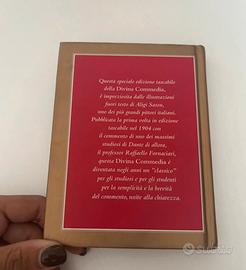 Questa speciale edizione tascabile
della Divina Commedia,
è impreziosita dalle illustrazioni
fuori testo di Aligi Sassu,
uno dei più grandi pittori italiani.
Pubblicata la prima volta in edizione
tascabile nel 1904 con
il commento di uno dei massimi
studiosi di Dante di allora,
il professor Raffaello Fornaciari,
questa Divina Commedia è
diventata negli anni un "classico"
per gli studiosi e per gli studenti
per la semplicità e la brevità
del commento, unite alla chiarezza.
Subito.it